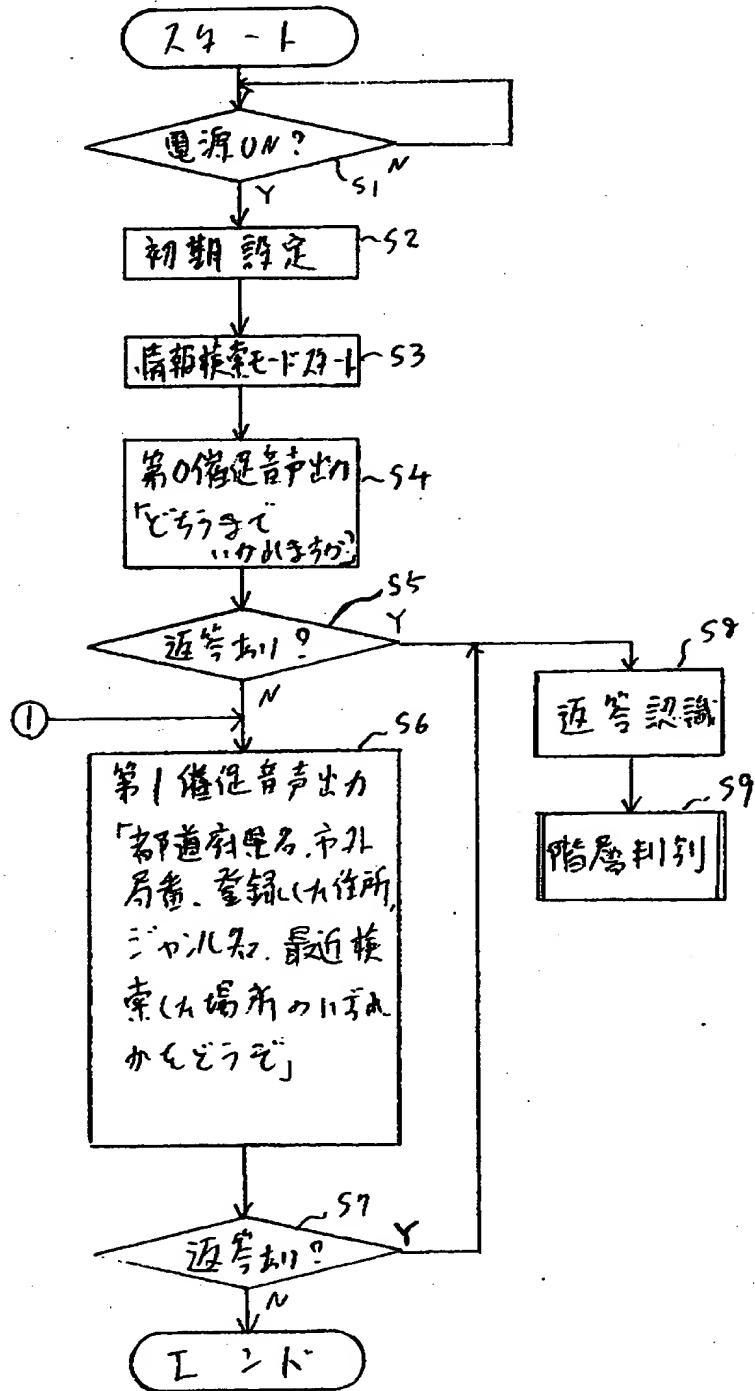 スタート
電源ON?
S1
N
Y
初期設定
S2
情報検索モードスタート
S3
第0催促音声出力
「どちらまで
いかれますか」
S4
返答あり?
S5
Y
N
①
第1催促音声出力
「都道府県名、市外
局番、登録した住所、
ジャンル名、最近検
索した場所のいずれ
かをどうぞ」
S6
返答認識
S8
階層判別
S9
返答あり?
S7
Y
N
エンド